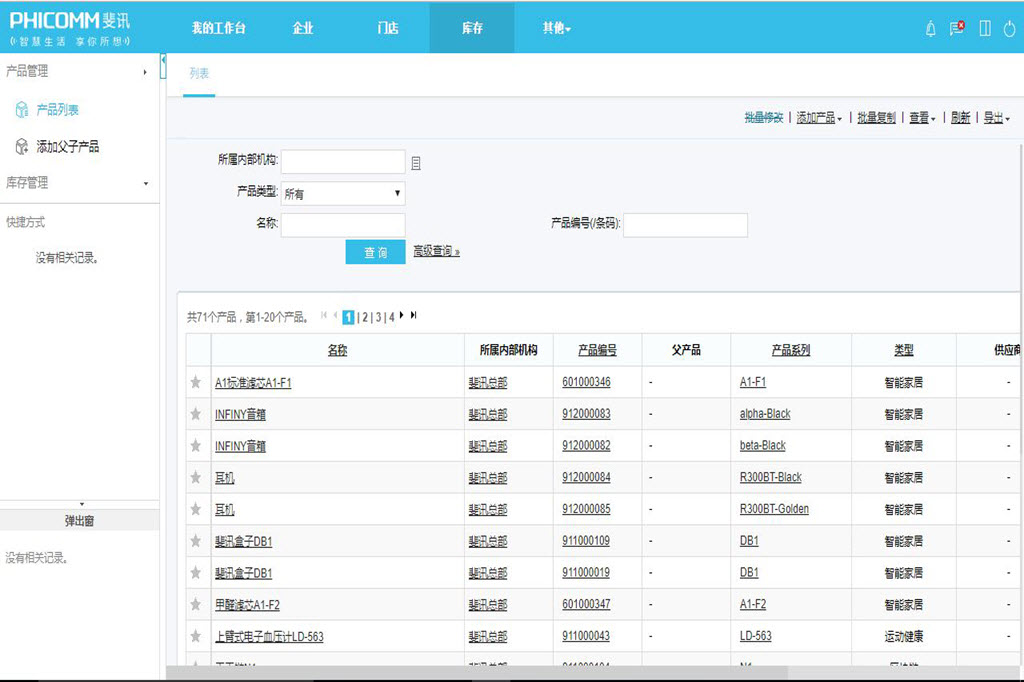 PHICOMM 斐讯
智慧生活 享你所想
我的工作台 企业 门店 库存 其他
产品管理
产品列表
添加父子产品
库存管理
快捷方式
没有相关记录。
弹出窗
没有相关记录。
列表
批量修改 | 添加产品 | 批量复制 | 查看 | 刷新 | 导出
所属内部机构:
产品类型: 所有
名称: 产品编号(/条码):
查 询 高级查询 »
共71个产品，第1-20个产品。 1 | 2 | 3 | 4
名称 所属内部机构 产品编号 父产品 产品系列 类型 供应商
A1标准滤芯A1-F1 斐讯总部 601000346 - A1-F1 智能家居 -
INFINY音箱 斐讯总部 912000083 - alpha-Black 智能家居 -
INFINY音箱 斐讯总部 912000082 - beta-Black 智能家居 -
耳机 斐讯总部 912000084 - R300BT-Black 智能家居 -
耳机 斐讯总部 912000085 - R300BT-Golden 智能家居 -
斐讯盒子DB1 斐讯总部 911000109 - DB1 智能家居 -
斐讯盒子DB1 斐讯总部 911000019 - DB1 智能家居 -
甲醛滤芯A1-F2 斐讯总部 601000347 - A1-F2 智能家居 -
上臂式电子血压计LD-563 斐讯总部 911000043 - LD-563 运动健康 -